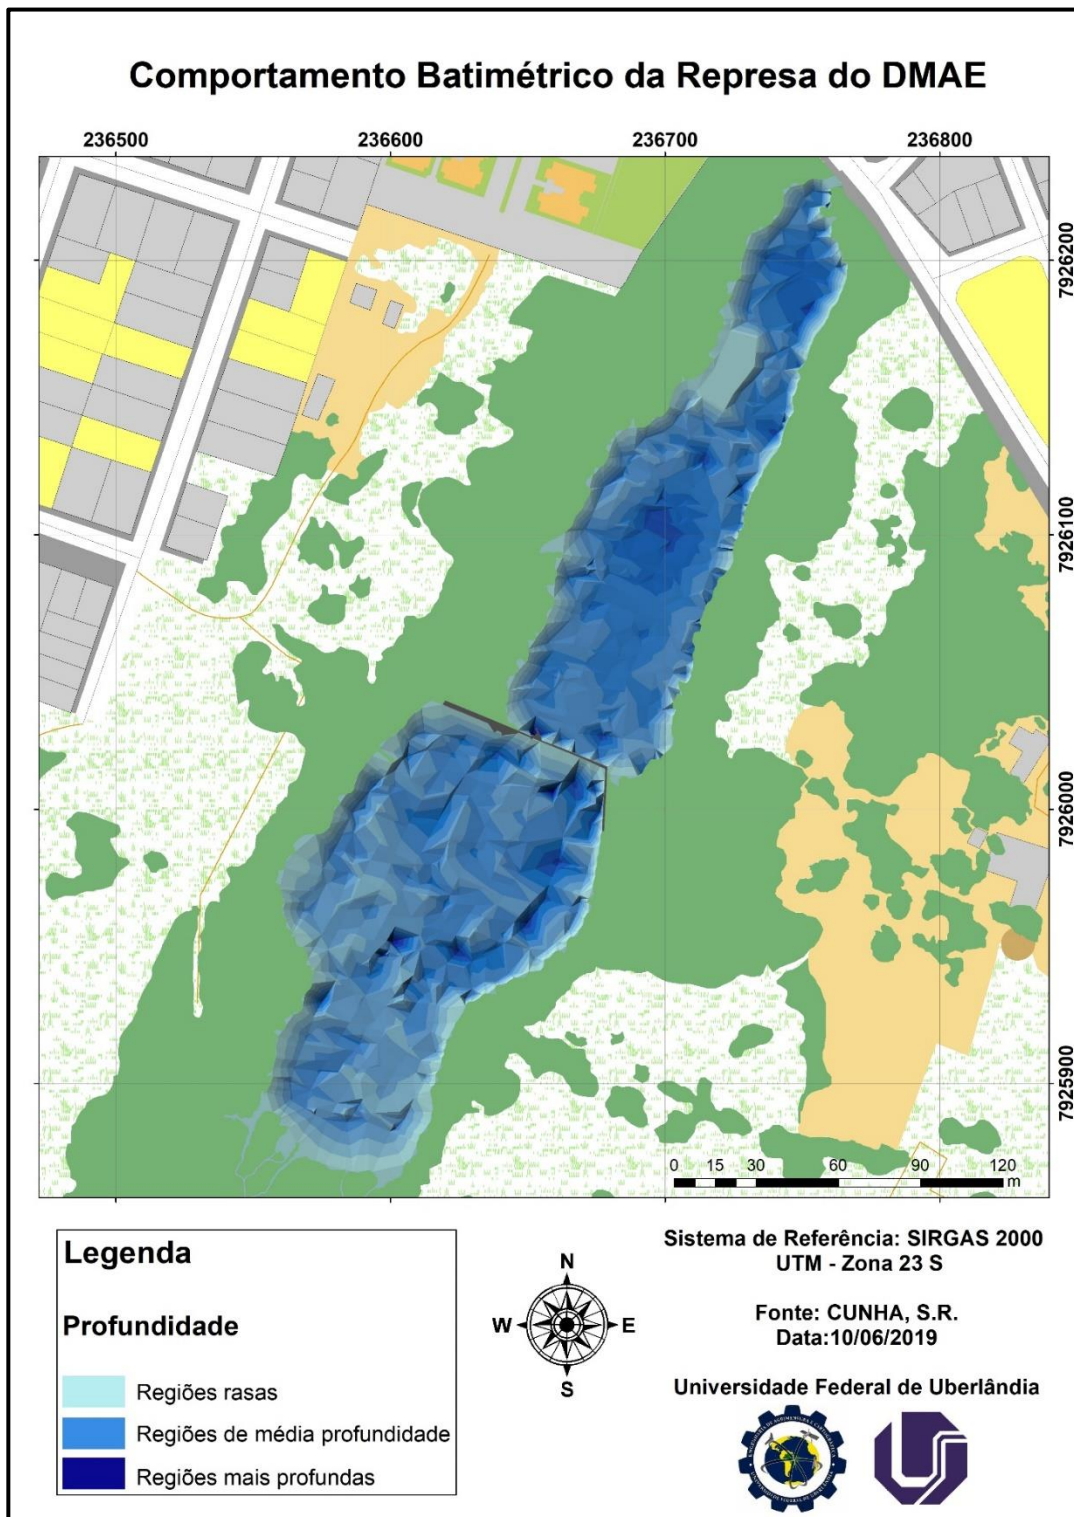 Comportamento Batimétrico da Represa do DMAE
236500 236600 236700 236800
7926200
7926100
7926000
7925900
0 15 30 60 90 120
m
Legenda
Profundidade
Regiões rasas
Regiões de média profundidade
Regiões mais profundas
N
W E
S
Sistema de Referência: SIRGAS 2000
UTM - Zona 23 S
Fonte: CUNHA, S.R.
Data:10/06/2019
Universidade Federal de Uberlândia